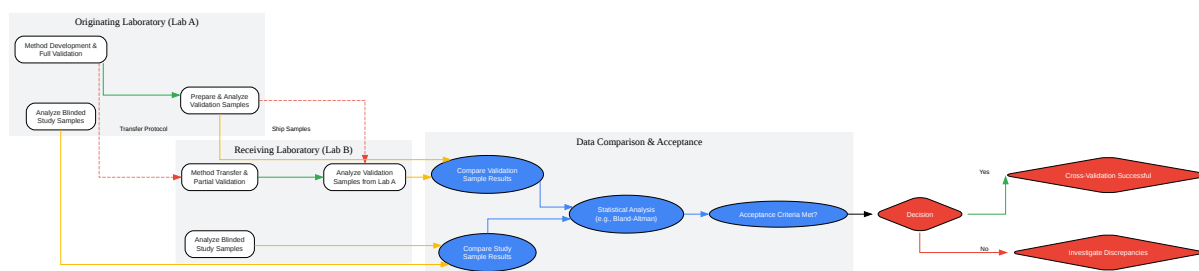 Originating Laboratory (Lab A)
Method Development &
Full Validation
Prepare & Analyze
Validation Samples
Analyze Blinded
Study Samples
Transfer Protocol
Ship Samples
Receiving Laboratory (Lab B)
Method Transfer &
Partial Validation
Analyze Validation
Samples from Lab A
Analyze Blinded
Study Samples
Data Comparison & Acceptance
Compare Validation
Sample Results
Statistical Analysis
(e.g., Bland-Altman)
Compare Study
Sample Results
Acceptance Criteria Met?
Decision
Yes
Cross-Validation Successful
No
Investigate Discrepancies